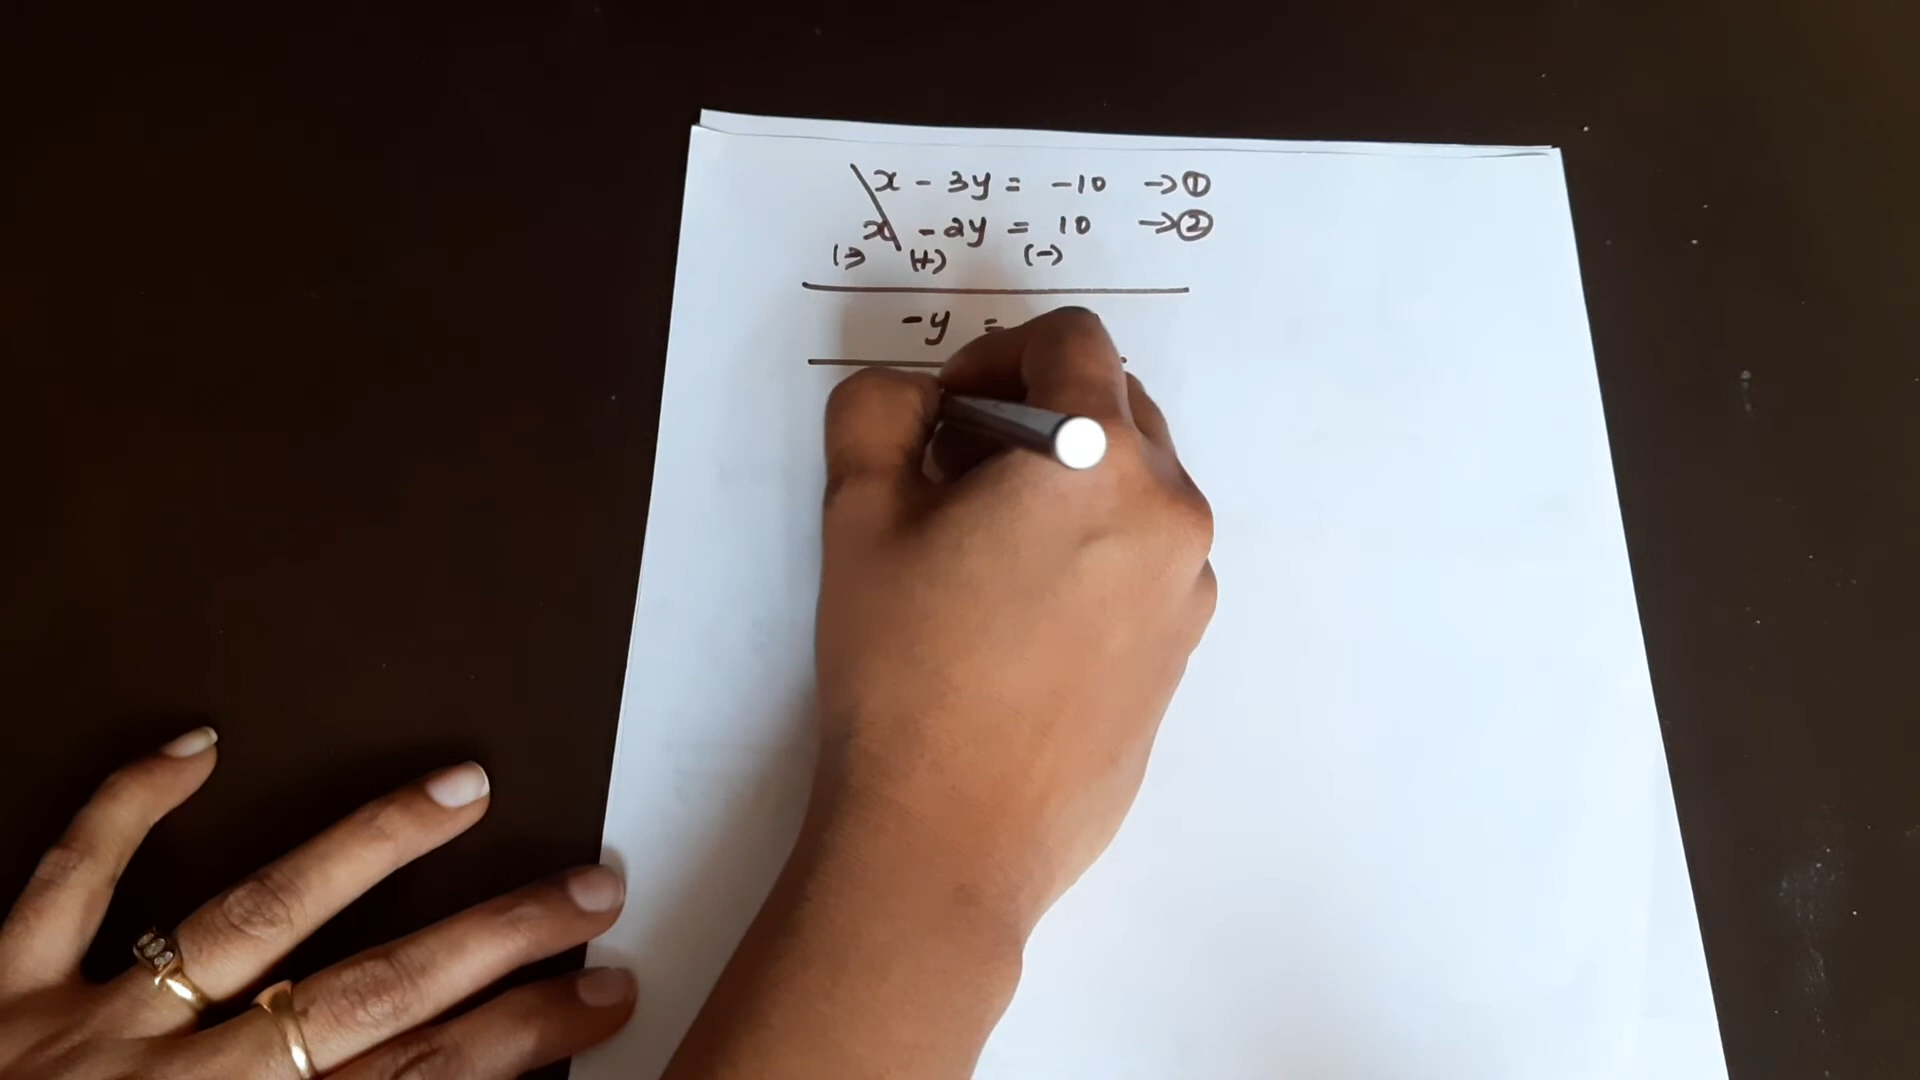 x - 3y = -10 → ①
x - 2y = 10 → ②
(-) (+) (-)
-y =